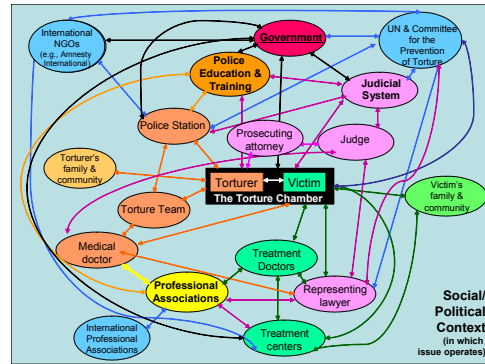 International
NGOs
(e.g., Amnesty
International)
Government
UN & Committee
for the
Prevention
of Torture
Police
Education &
Training
Judicial
System
Police Station
Prosecuting
attorney
Judge
Torturer's
family &
community
Torturer
Victim
The Torture Chamber
Victim's
family &
community
Torture Team
Medical
doctor
Treatment
Doctors
Professional
Associations
Representing
lawyer
International
Professional
Associations
Treatment
centers
Social/
Political
Context
(in which
issue operates)